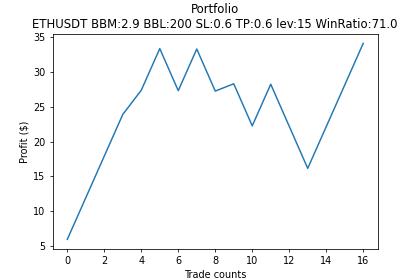 Portfolio
ETHUSDT BBM:2.9 BBL:200 SL:0.6 TP:0.6 lev:15 WinRatio:71.0
35
30
25
20
15
10
5
Profit ($)
0 2 4 6 8 10 12 14 16
Trade counts